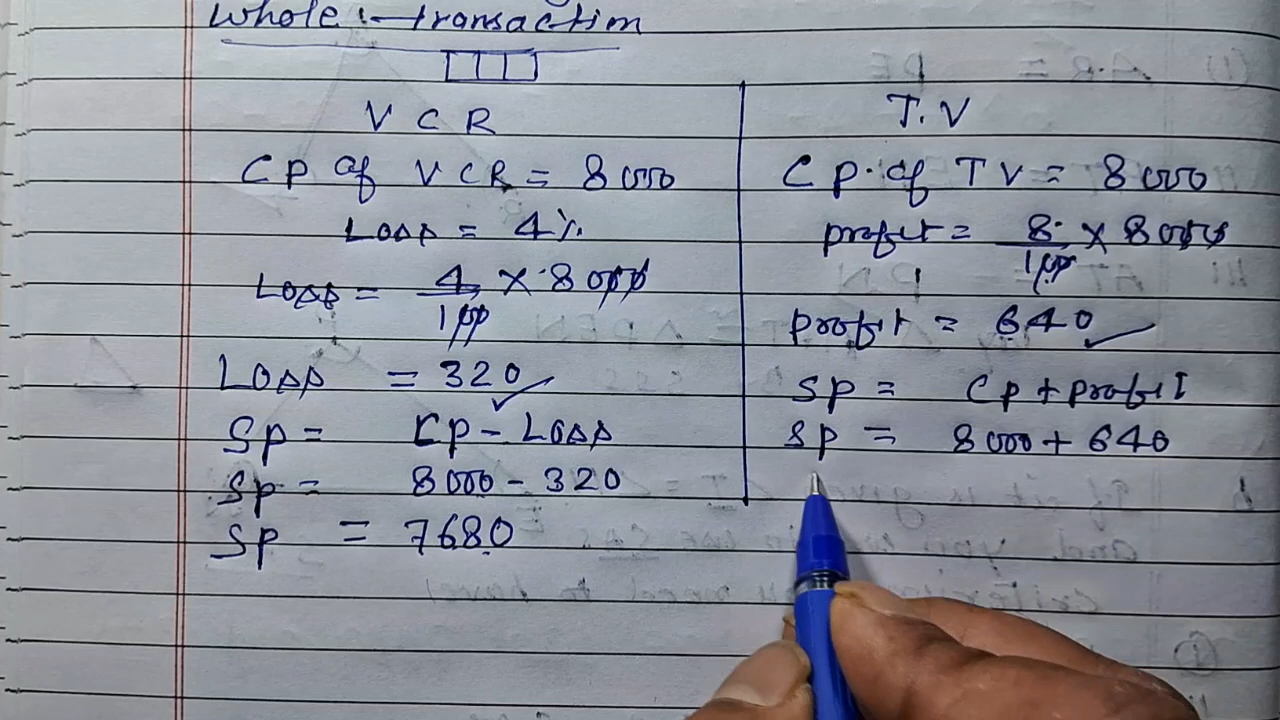 Whole :- transaction
V C R
CP of VCR = 8000
Loss = 4%
Loss = 4/100 × 8000
Loss = 320
SP = CP - Loss
SP = 8000 - 320
SP = 7680
T.V
CP. of TV = 8000
profit = 8/100 × 8000
profit = 640
SP = CP + profit
SP = 8000 + 640